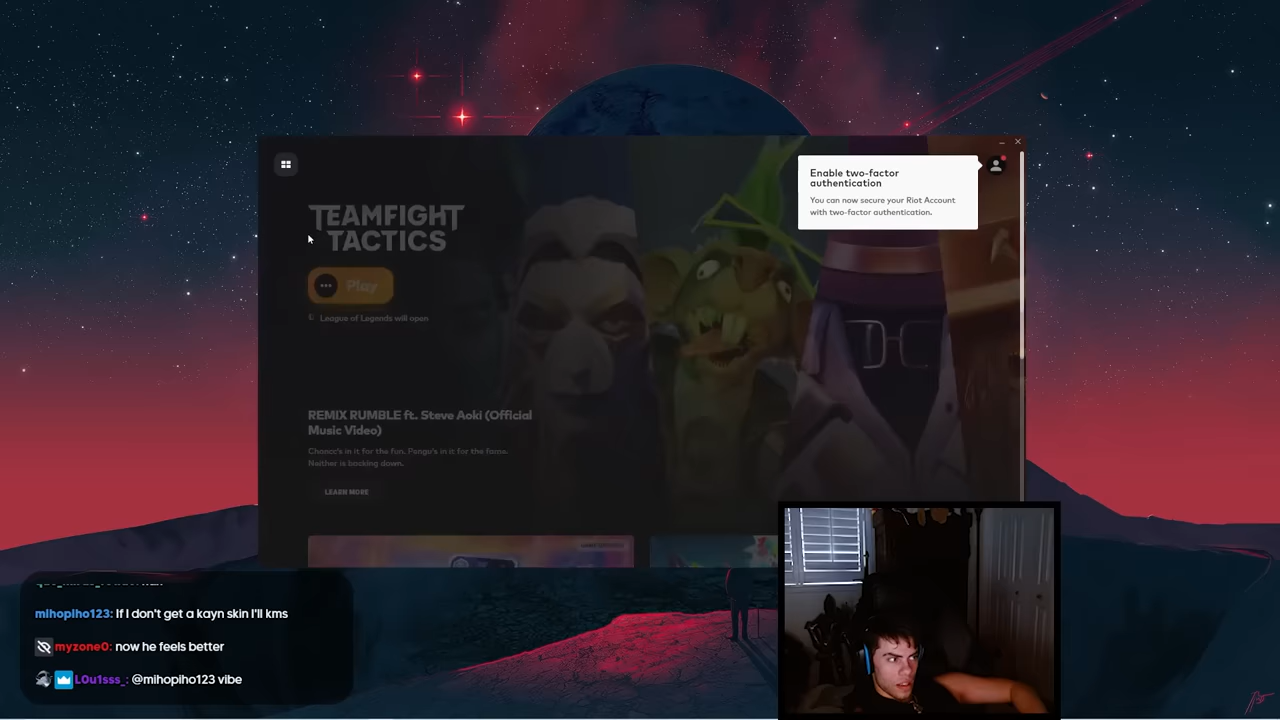 Enable two-factor
authentication
You can now secure your Riot Account
with two-factor authentication.
TEAMFIGHT
TACTICS
Play
League of Legends will open
REMIX RUMBLE ft. Steve Aoki (Official
Music Video)
Chance's in it for the fun. Pengu's in it for the fame.
Neither is backing down.
LEARN MORE
mihopiho123: If I don't get a kayn skin I'll kms
myzone0: now he feels better
L0u1sss_: @mihopiho123 vibe